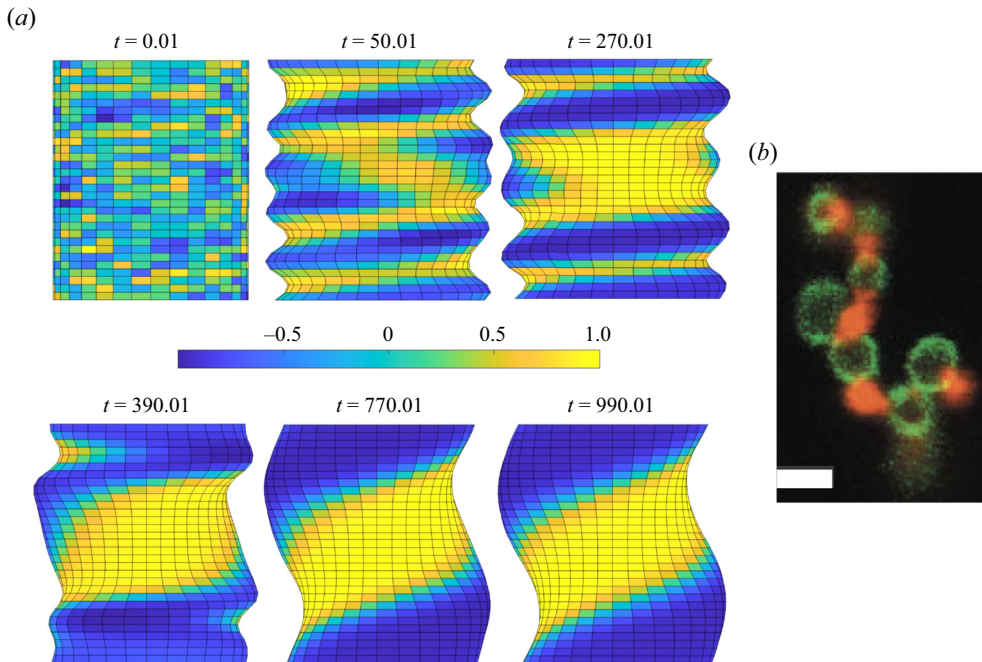 (a)
t = 0.01
t = 50.01
t = 270.01
(b)
–0.5
0
0.5
1.0
t = 390.01
t = 770.01
t = 990.01